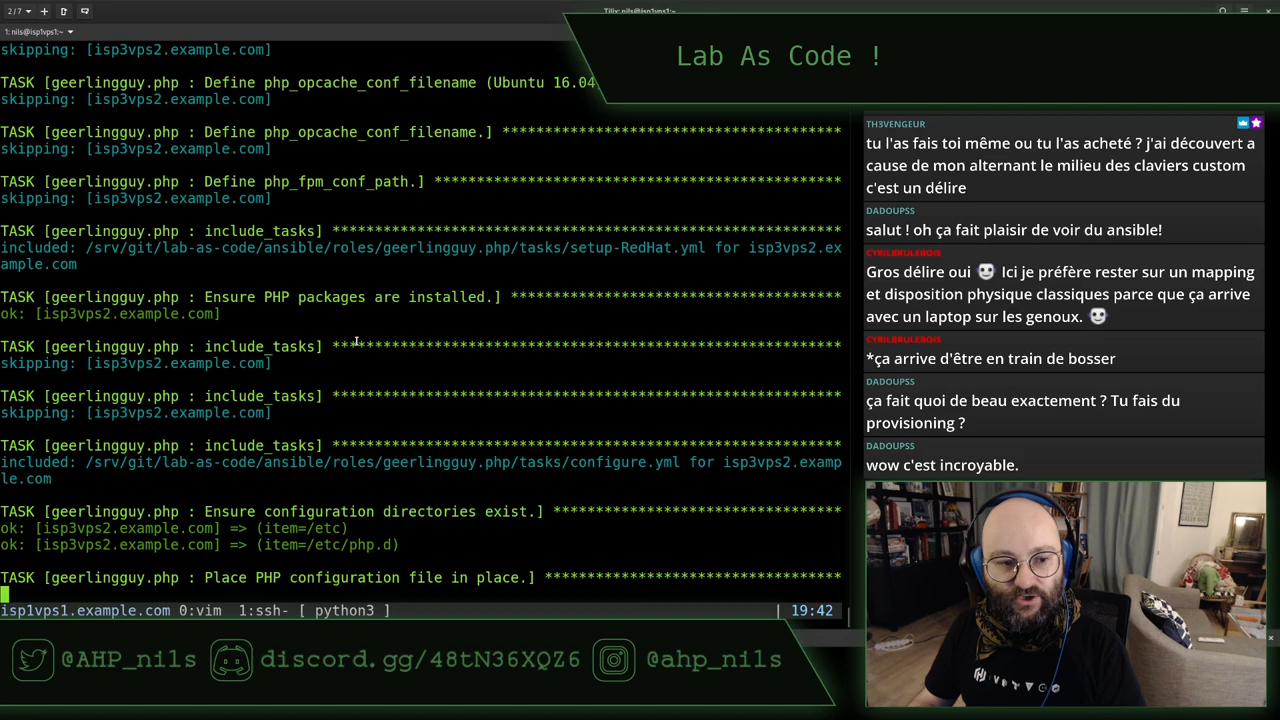 2/7
Tilix: nils@isp1vps1:~
1: nils@isp1vps1:~
skipping: [isp3vps2.example.com]
TASK [geerlingguy.php : Define php_opcache_conf_filename (Ubuntu 16.04
skipping: [isp3vps2.example.com]
TASK [geerlingguy.php : Define php_opcache_conf_filename.] ****************************************
skipping: [isp3vps2.example.com]
TASK [geerlingguy.php : Define php_fpm_conf_path.] ************************************************
skipping: [isp3vps2.example.com]
TASK [geerlingguy.php : include_tasks] ************************************************************
included: /srv/git/lab-as-code/ansible/roles/geerlingguy.php/tasks/setup-RedHat.yml for isp3vps2.ex
ample.com
TASK [geerlingguy.php : Ensure PHP packages are installed.] ***************************************
ok: [isp3vps2.example.com]
TASK [geerlingguy.php : include_tasks] ************************************************************
skipping: [isp3vps2.example.com]
TASK [geerlingguy.php : include_tasks] ************************************************************
skipping: [isp3vps2.example.com]
TASK [geerlingguy.php : include_tasks] ************************************************************
included: /srv/git/lab-as-code/ansible/roles/geerlingguy.php/tasks/configure.yml for isp3vps2.examp
le.com
TASK [geerlingguy.php : Ensure configuration directories exist.] **********************************
ok: [isp3vps2.example.com] => (item=/etc)
ok: [isp3vps2.example.com] => (item=/etc/php.d)
TASK [geerlingguy.php : Place PHP configuration file in place.] ************************************
isp1vps1.example.com 0:vim 1:ssh- [ python3 ] | 19:42
Lab As Code !
TH3VENGEUR
tu l'as fais toi même ou tu l'as acheté ? j'ai découvert a
cause de mon alternant le milieu des claviers custom
c'est un délire
DADOUPSS
salut ! oh ça fait plaisir de voir du ansible!
CYRILBRULEBOIS
Gros délire oui Ici je préfère rester sur un mapping
et disposition physique classiques parce que ça arrive
avec un laptop sur les genoux.
CYRILBRULEBOIS
*ça arrive d'être en train de bosser
DADOUPSS
ça fait quoi de beau exactement ? Tu fais du
provisioning ?
DADOUPSS
wow c'est incroyable.
@AHP_nils discord.gg/48tN36XQZ6 @ahp_nils